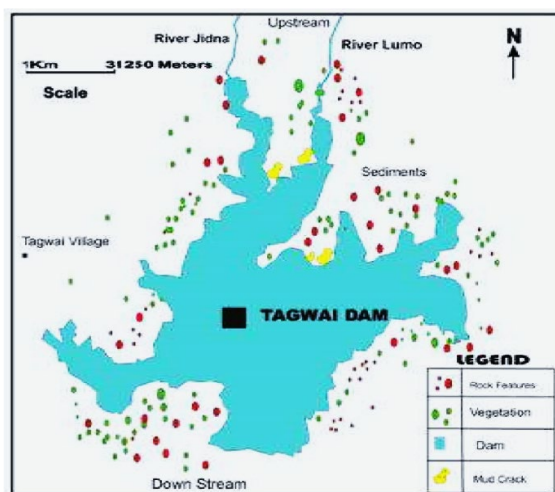 Upstream
River Jidna
River Lumo
N
1Km 31250 Meters
Scale
Sediments
Tagwai Village
TAGWAI DAM
LEGEND
Rock Features
Vegetation
Dam
Mud Crack
Down Stream